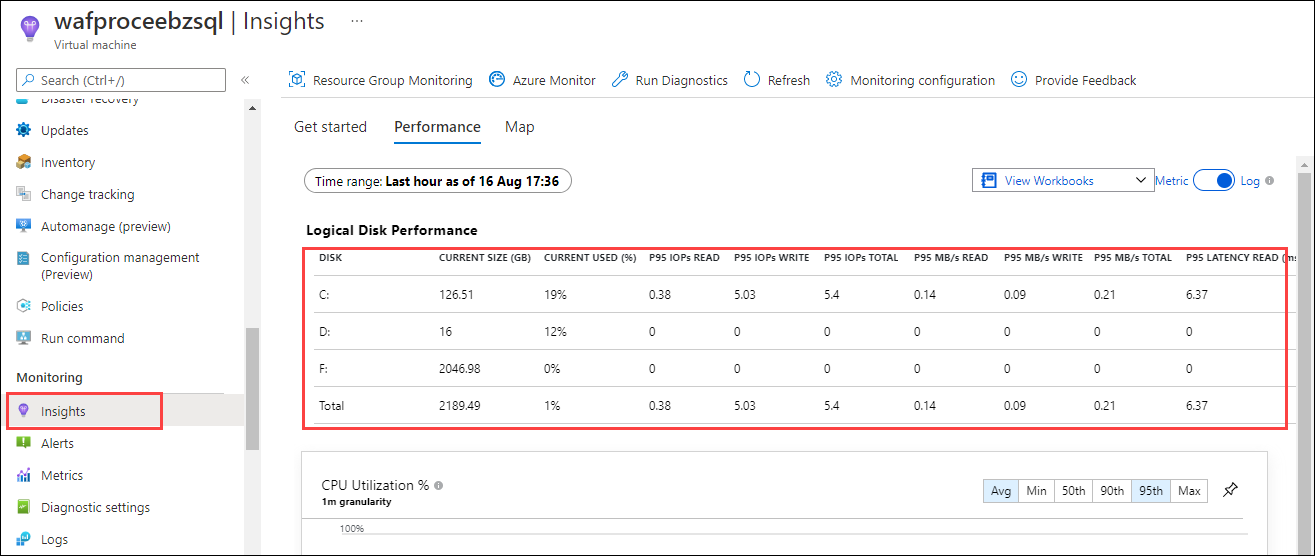 wafproceebzsql | Insights ...
Virtual machine
Search (Ctrl+/)
«
Disaster recovery
Updates
Inventory
Change tracking
Automanage (preview)
Configuration management
(Preview)
Policies
Run command
Monitoring
Insights
Alerts
Metrics
Diagnostic settings
Logs
Resource Group Monitoring Azure Monitor Run Diagnostics Refresh Monitoring configuration Provide Feedback
Get started Performance Map
Time range: Last hour as of 16 Aug 17:36 View Workbooks Metric Log
Logical Disk Performance
DISK CURRENT SIZE (GB) CURRENT USED (%) P95 IOPs READ P95 IOPs WRITE P95 IOPs TOTAL P95 MB/s READ P95 MB/s WRITE P95 MB/s TOTAL P95 LATENCY READ (ms
C: 126.51 19% 0.38 5.03 5.4 0.14 0.09 0.21 6.37
D: 16 12% 0 0 0 0 0 0 0
F: 2046.98 0% 0 0 0 0 0 0 0
Total 2189.49 1% 0.38 5.03 5.4 0.14 0.09 0.21 6.37
CPU Utilization %
1m granularity
Avg Min 50th 90th 95th Max
100%